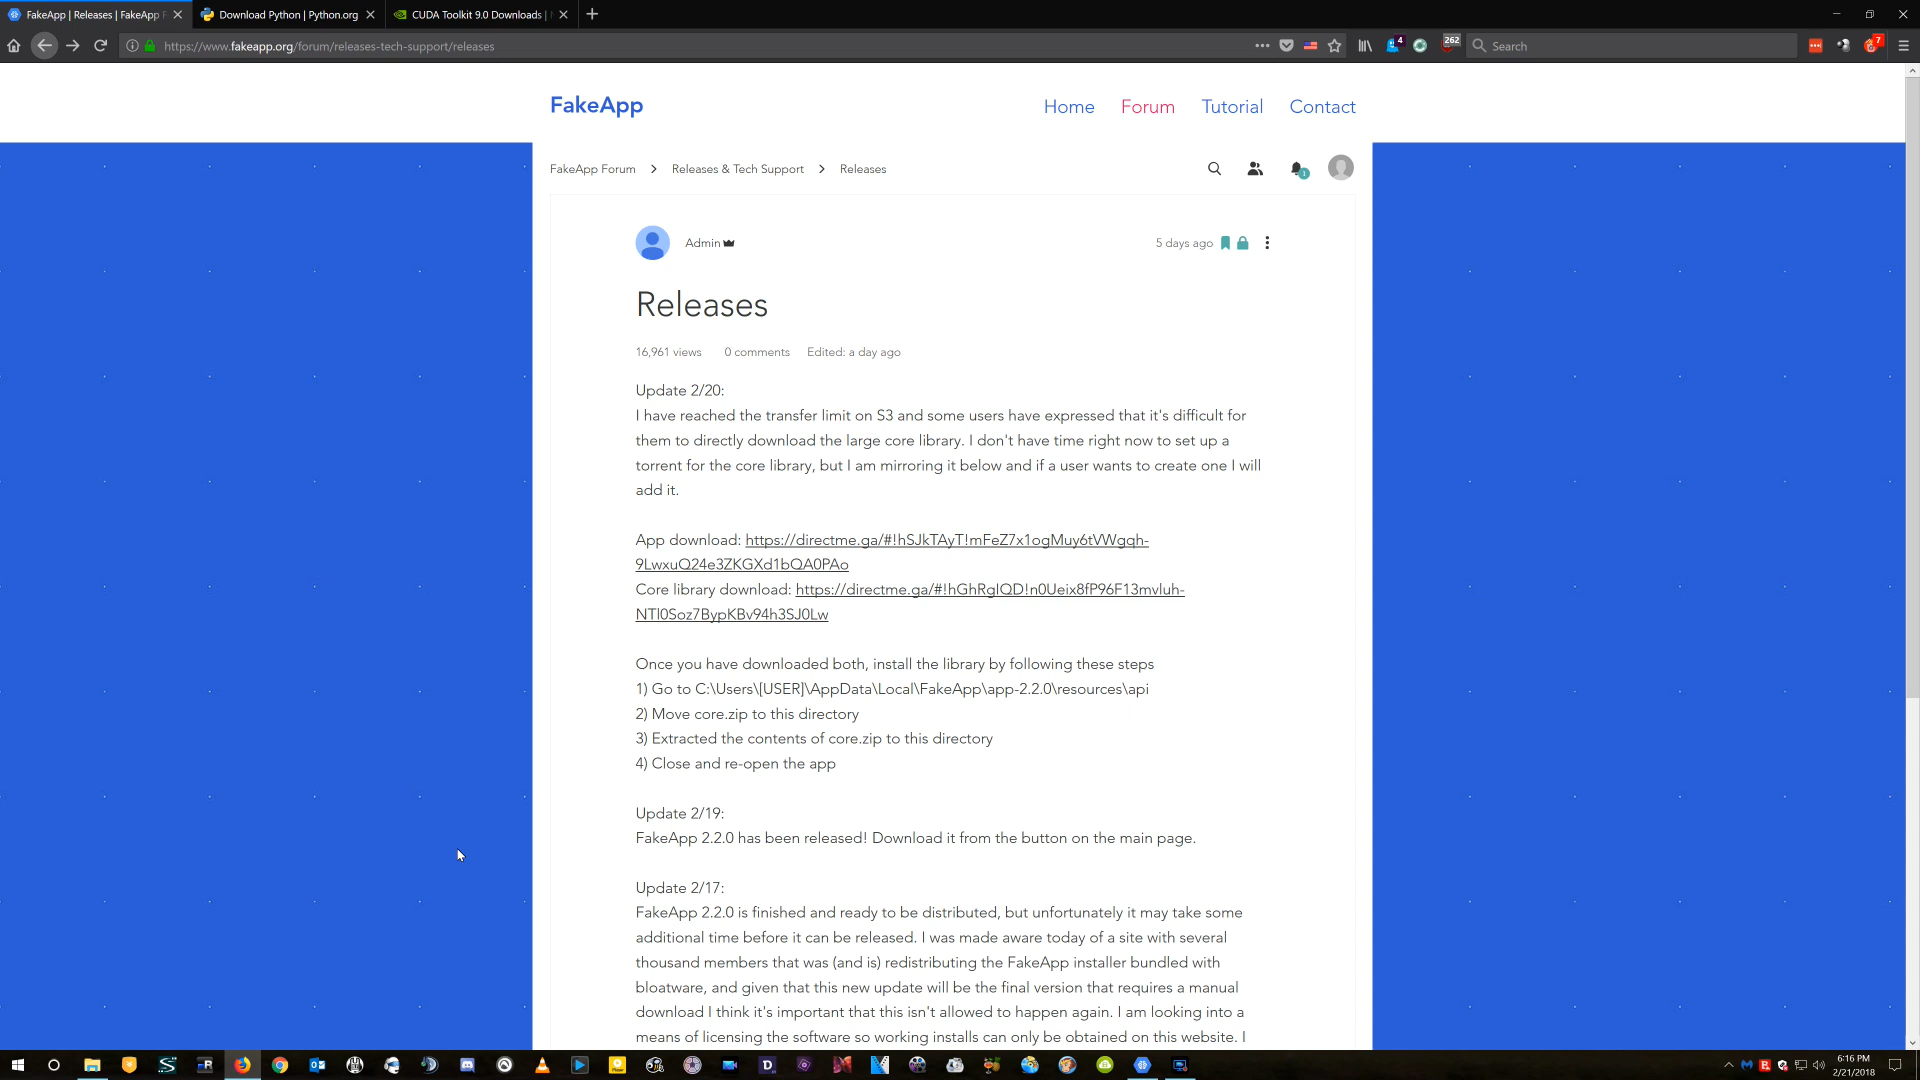 FakeApp | Releases | FakeApp F
Download Python | Python.org
CUDA Toolkit 9.0 Downloads |
https://www.fakeapp.org/forum/releases-tech-support/releases
4
262
Search
7
FakeApp
Home Forum Tutorial Contact
FakeApp Forum > Releases & Tech Support > Releases
1
Admin
5 days ago
Releases
16,961 views 0 comments Edited: a day ago
Update 2/20:
I have reached the transfer limit on S3 and some users have expressed that it's difficult for
them to directly download the large core library. I don't have time right now to set up a
torrent for the core library, but I am mirroring it below and if a user wants to create one I will
add it.
App download: https://directme.ga/#!hSJkTAyT!mFeZ7x1ogMuy6tVWgqh-
9LwxuQ24e3ZKGXd1bQA0PAo
Core library download: https://directme.ga/#!hGhRgIQD!n0Ueix8fP96F13mvluh-
NTl0Soz7BypKBv94h3SJ0Lw
Once you have downloaded both, install the library by following these steps
1) Go to C:\Users\[USER]\AppData\Local\FakeApp\app-2.2.0\resources\api
2) Move core.zip to this directory
3) Extracted the contents of core.zip to this directory
4) Close and re-open the app
Update 2/19:
FakeApp 2.2.0 has been released! Download it from the button on the main page.
Update 2/17:
FakeApp 2.2.0 is finished and ready to be distributed, but unfortunately it may take some
additional time before it can be released. I was made aware today of a site with several
thousand members that was (and is) redistributing the FakeApp installer bundled with
bloatware, and given that this new update will be the final version that requires a manual
download I think it's important that this isn't allowed to happen again. I am looking into a
means of licensing the software so working installs can only be obtained on this website. I
6:16 PM
2/21/2018